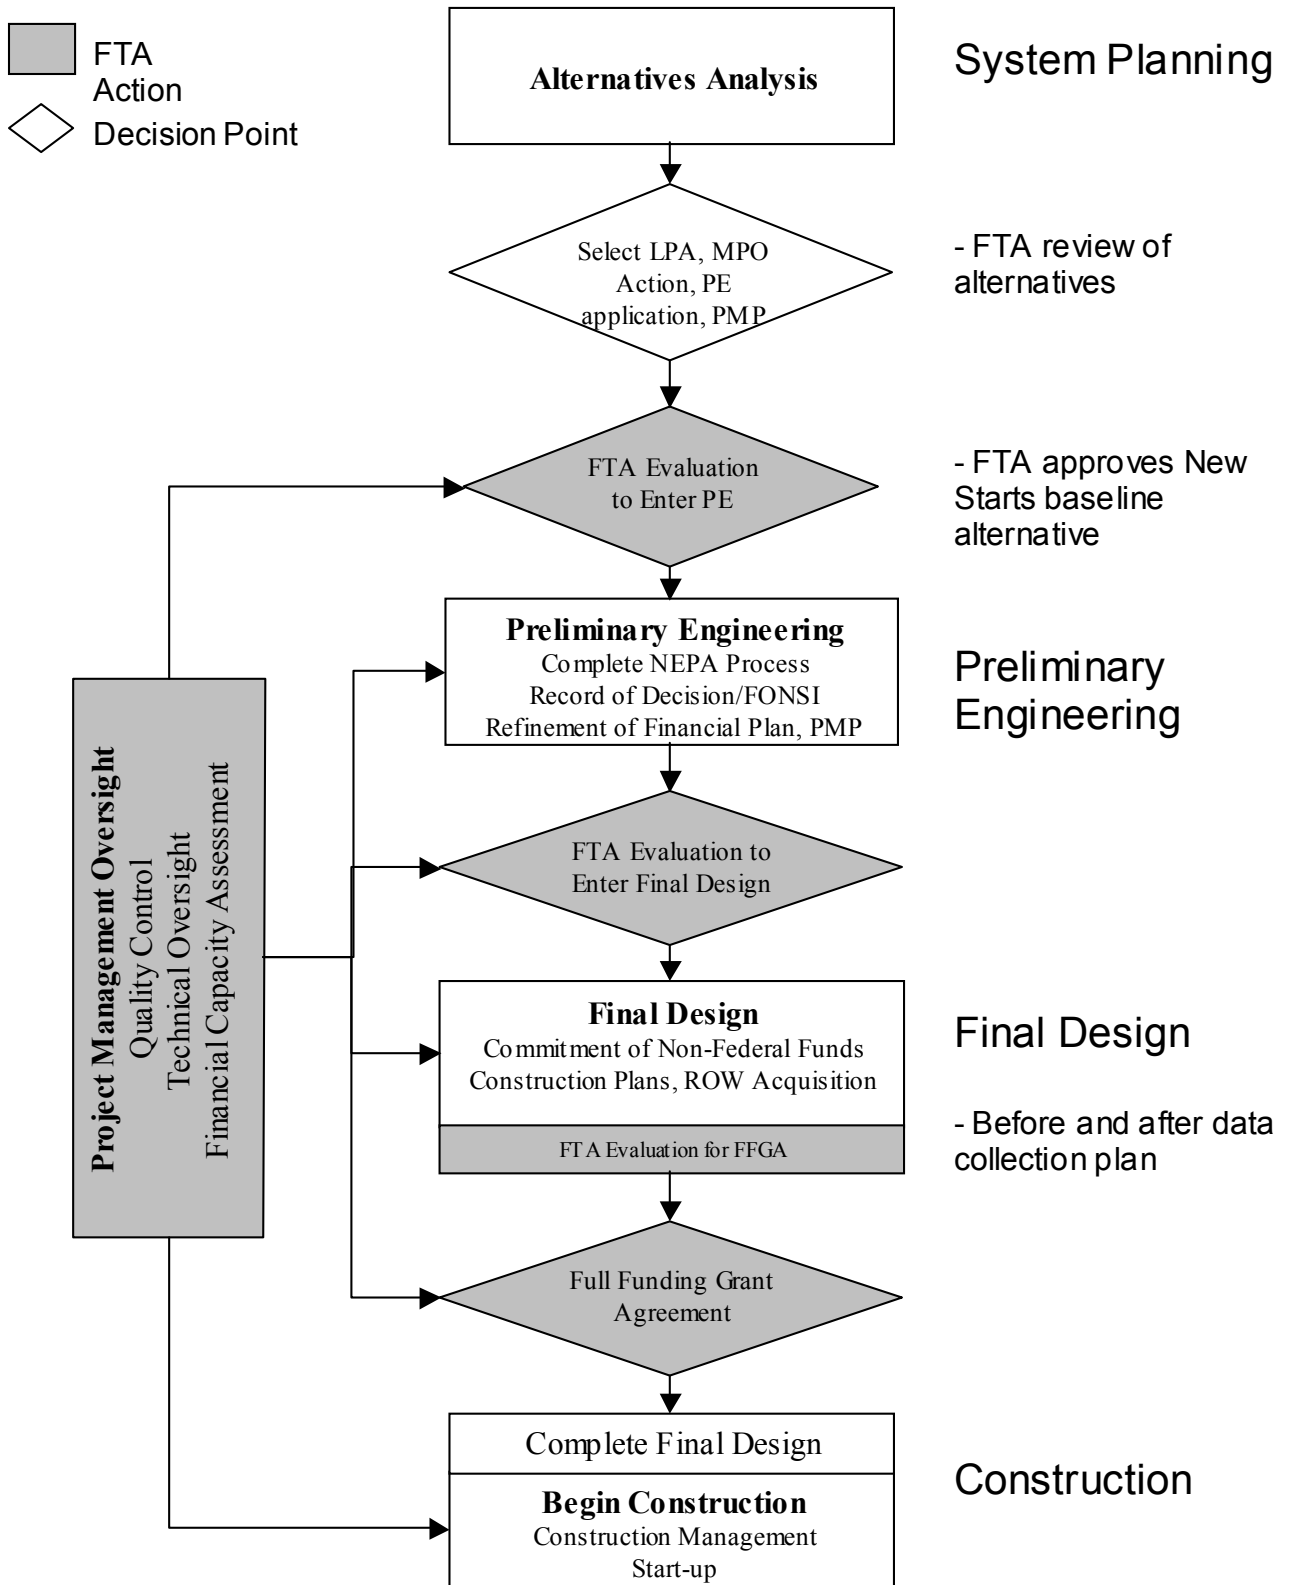 FTA
Action
Decision Point
Alternatives Analysis
System Planning
Select LPA, MPO
Action, PE
application, PMP
- FTA review of
alternatives
FTA Evaluation
to Enter PE
- FTA approves New
Starts baseline
alternative
Preliminary Engineering
Complete NEPA Process
Record of Decision/FONSI
Refinement of Financial Plan, PMP
Preliminary
Engineering
Project Management Oversight
Quality Control
Technical Oversight
Financial Capacity Assessment
FTA Evaluation to
Enter Final Design
Final Design
Commitment of Non-Federal Funds
Construction Plans, ROW Acquisition
FTA Evaluation for FFGA
Final Design
- Before and after data
collection plan
Full Funding Grant
Agreement
Complete Final Design
Begin Construction
Construction Management
Start-up
Construction